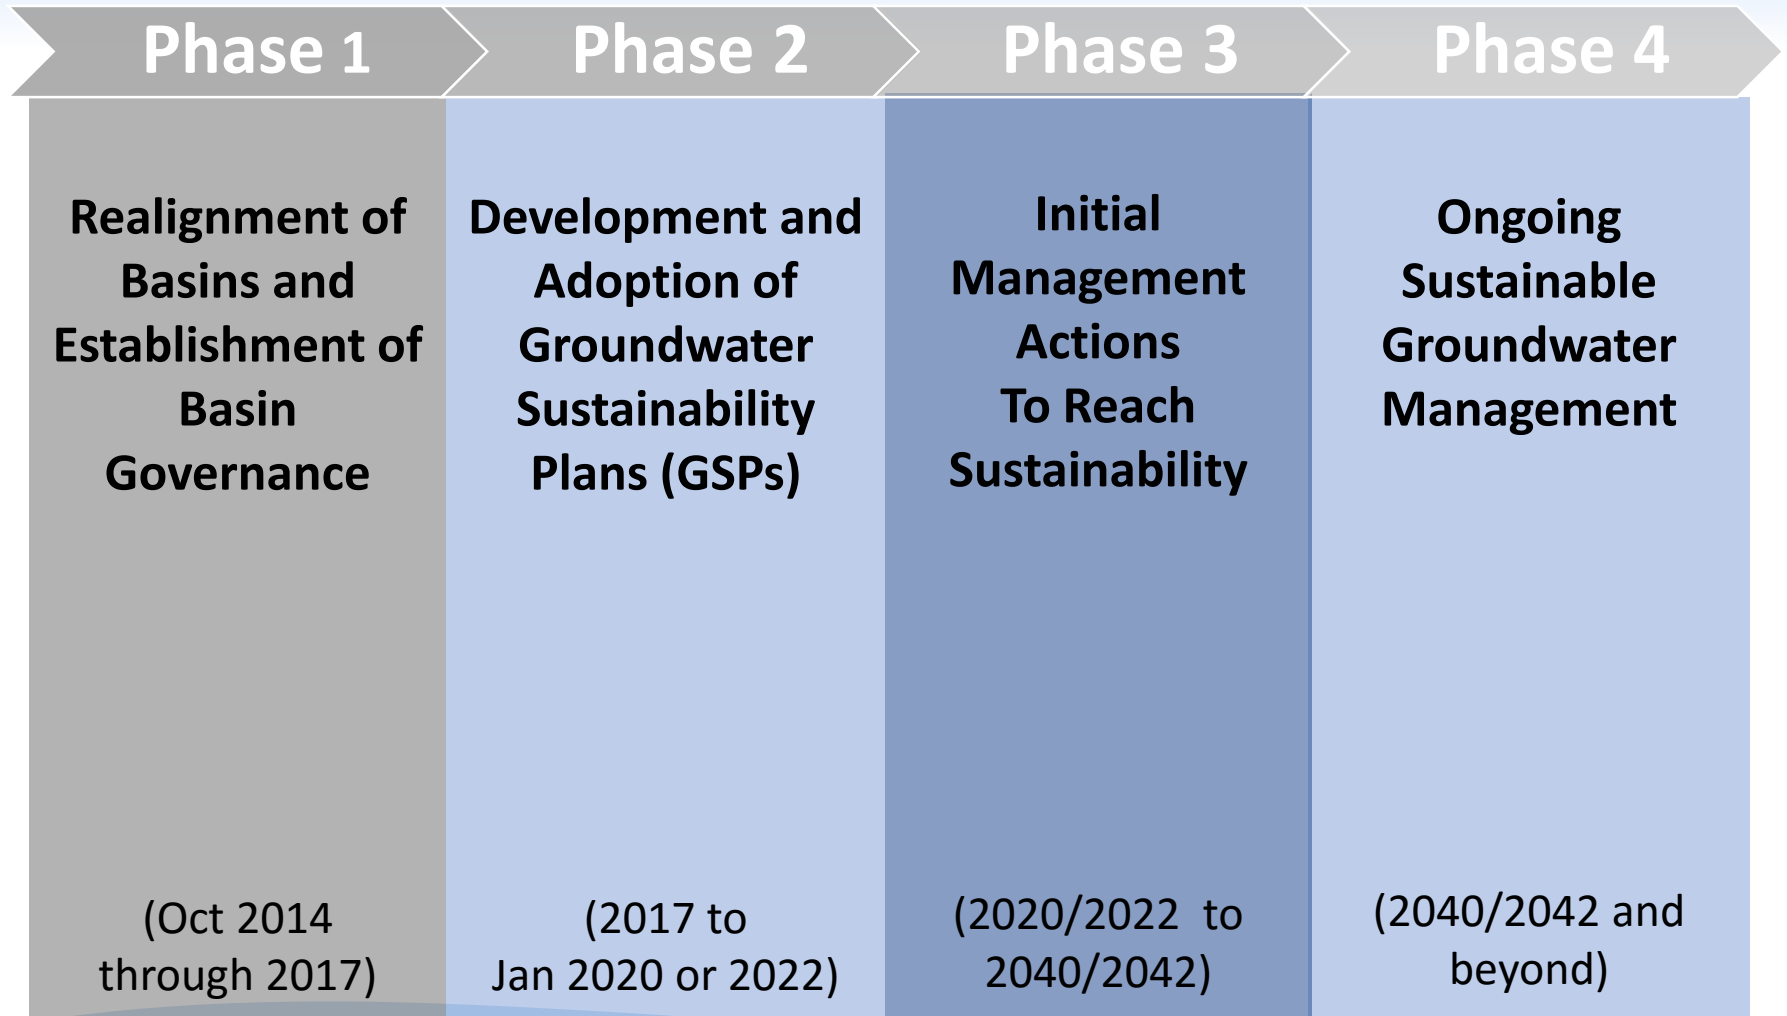 Phase 1
Phase 2
Phase 3
Phase 4
Realignment of
Basins and
Establishment of
Basin
Governance
(Oct 2014
through 2017)
Development and
Adoption of
Groundwater
Sustainability
Plans (GSPs)
(2017 to
Jan 2020 or 2022)
Initial
Management
Actions
To Reach
Sustainability
(2020/2022  to
2040/2042)
Ongoing
Sustainable
Groundwater
Management
(2040/2042 and
beyond)